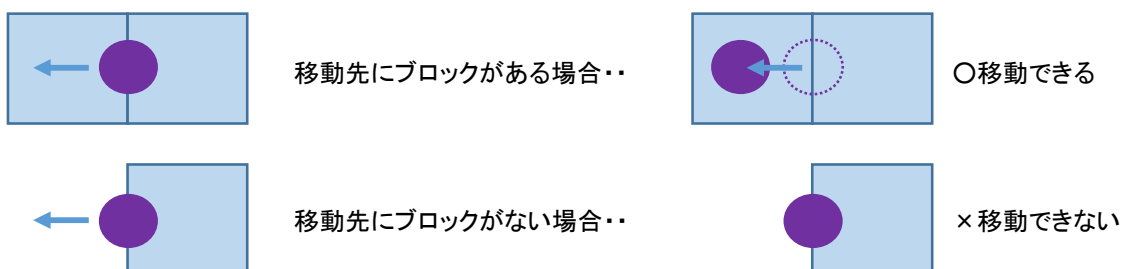 移動先にブロックがある場合・・
〇移動できる
移動先にブロックがない場合・・
×移動できない